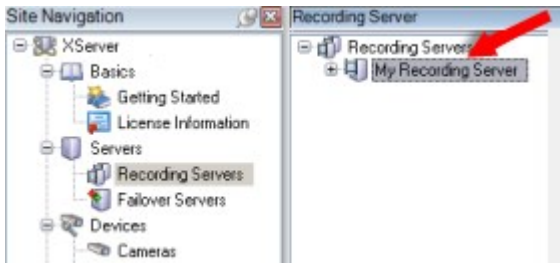 Site Navigation
XServer
Basics
Getting Started
License Information
Servers
Recording Servers
Failover Servers
Devices
Cameras
Recording Server
Recording Servers
My Recording Server